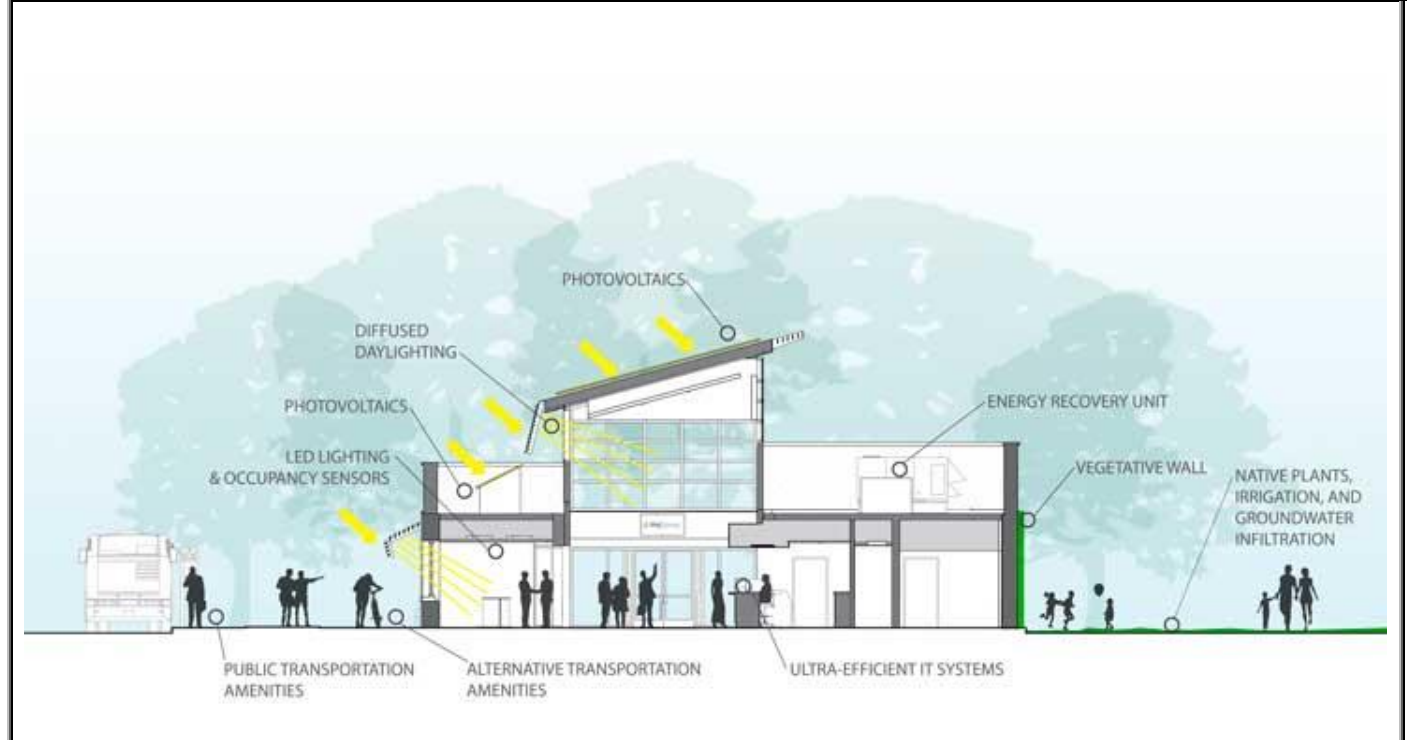 PHOTOVOLTAICS
DIFFUSED
DAYLIGHTING
PHOTOVOLTAICS
LED LIGHTING
& OCCUPANCY SENSORS
ENERGY RECOVERY UNIT
VEGETATIVE WALL
NATIVE PLANTS,
IRRIGATION, AND
GROUNDWATER
INFILTRATION
PUBLIC TRANSPORTATION
AMENITIES
ALTERNATIVE TRANSPORTATION
AMENITIES
ULTRA-EFFICIENT IT SYSTEMS